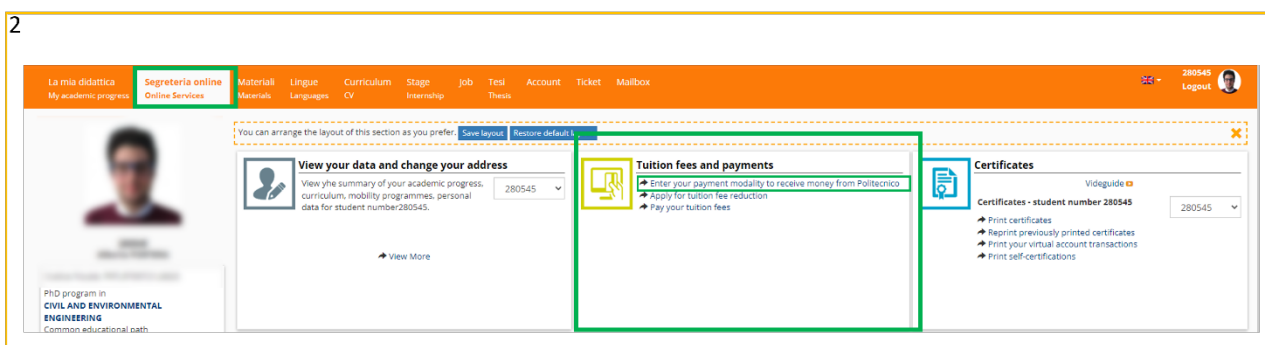 2
La mia didattica Segreteria online Materiali Lingue Curriculum Stage Job Tesi Account Ticket Mailbox 280545
My academic progress Online Services Materials Languages CV Internship Thesis Logout
You can arrange the layout of this section as you prefer. Save layout Restore default
View your data and change your address
View yhe summary of your academic progress, curriculum, mobility programmes, personal data for student number280545.
280545
View More
Tuition fees and payments
Enter your payment modality to receive money from Politecnico
Apply for tuition fee reduction
Pay your tuition fees
Certificates
Videguide
Certificates - student number 280545
280545
Print certificates
Reprint previously printed certificates
Print your virtual account transactions
Print self-certifications
PhD program in
CIVIL AND ENVIRONMENTAL
ENGINEERING
Common educational path